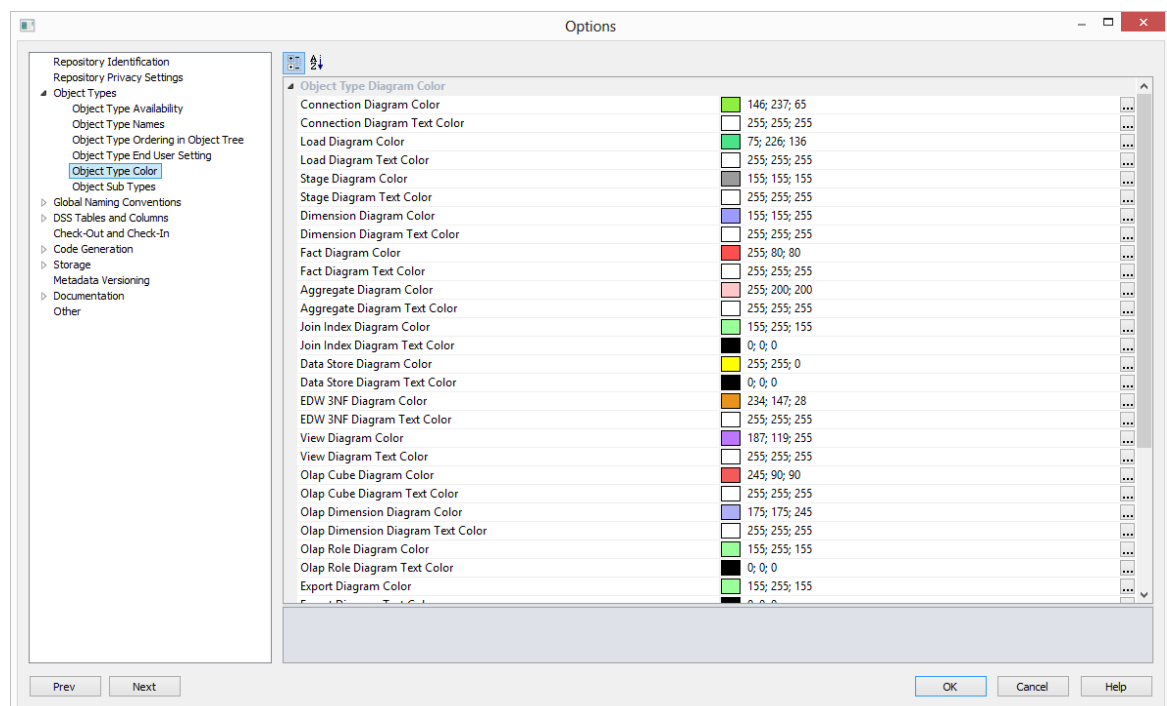 Options
Repository Identification
Repository Privacy Settings
Object Types
Object Type Availability
Object Type Names
Object Type Ordering in Object Tree
Object Type End User Setting
Object Type Color
Object Sub Types
Global Naming Conventions
DSS Tables and Columns
Check-Out and Check-In
Code Generation
Storage
Metadata Versioning
Documentation
Other
Object Type Diagram Color
Connection Diagram Color 146; 237; 65 ...
Connection Diagram Text Color 255; 255; 255 ...
Load Diagram Color 75; 226; 136 ...
Load Diagram Text Color 255; 255; 255 ...
Stage Diagram Color 155; 155; 155 ...
Stage Diagram Text Color 255; 255; 255 ...
Dimension Diagram Color 155; 155; 255 ...
Dimension Diagram Text Color 255; 255; 255 ...
Fact Diagram Color 255; 80; 80 ...
Fact Diagram Text Color 255; 255; 255 ...
Aggregate Diagram Color 255; 200; 200 ...
Aggregate Diagram Text Color 255; 255; 255 ...
Join Index Diagram Color 155; 255; 155 ...
Join Index Diagram Text Color 0; 0; 0 ...
Data Store Diagram Color 255; 255; 0 ...
Data Store Diagram Text Color 0; 0; 0 ...
EDW 3NF Diagram Color 234; 147; 28 ...
EDW 3NF Diagram Text Color 255; 255; 255 ...
View Diagram Color 187; 119; 255 ...
View Diagram Text Color 255; 255; 255 ...
Olap Cube Diagram Color 245; 90; 90 ...
Olap Cube Diagram Text Color 255; 255; 255 ...
Olap Dimension Diagram Color 175; 175; 245 ...
Olap Dimension Diagram Text Color 255; 255; 255 ...
Olap Role Diagram Color 155; 255; 155 ...
Olap Role Diagram Text Color 0; 0; 0 ...
Export Diagram Color 155; 255; 155 ...
Prev Next OK Cancel Help